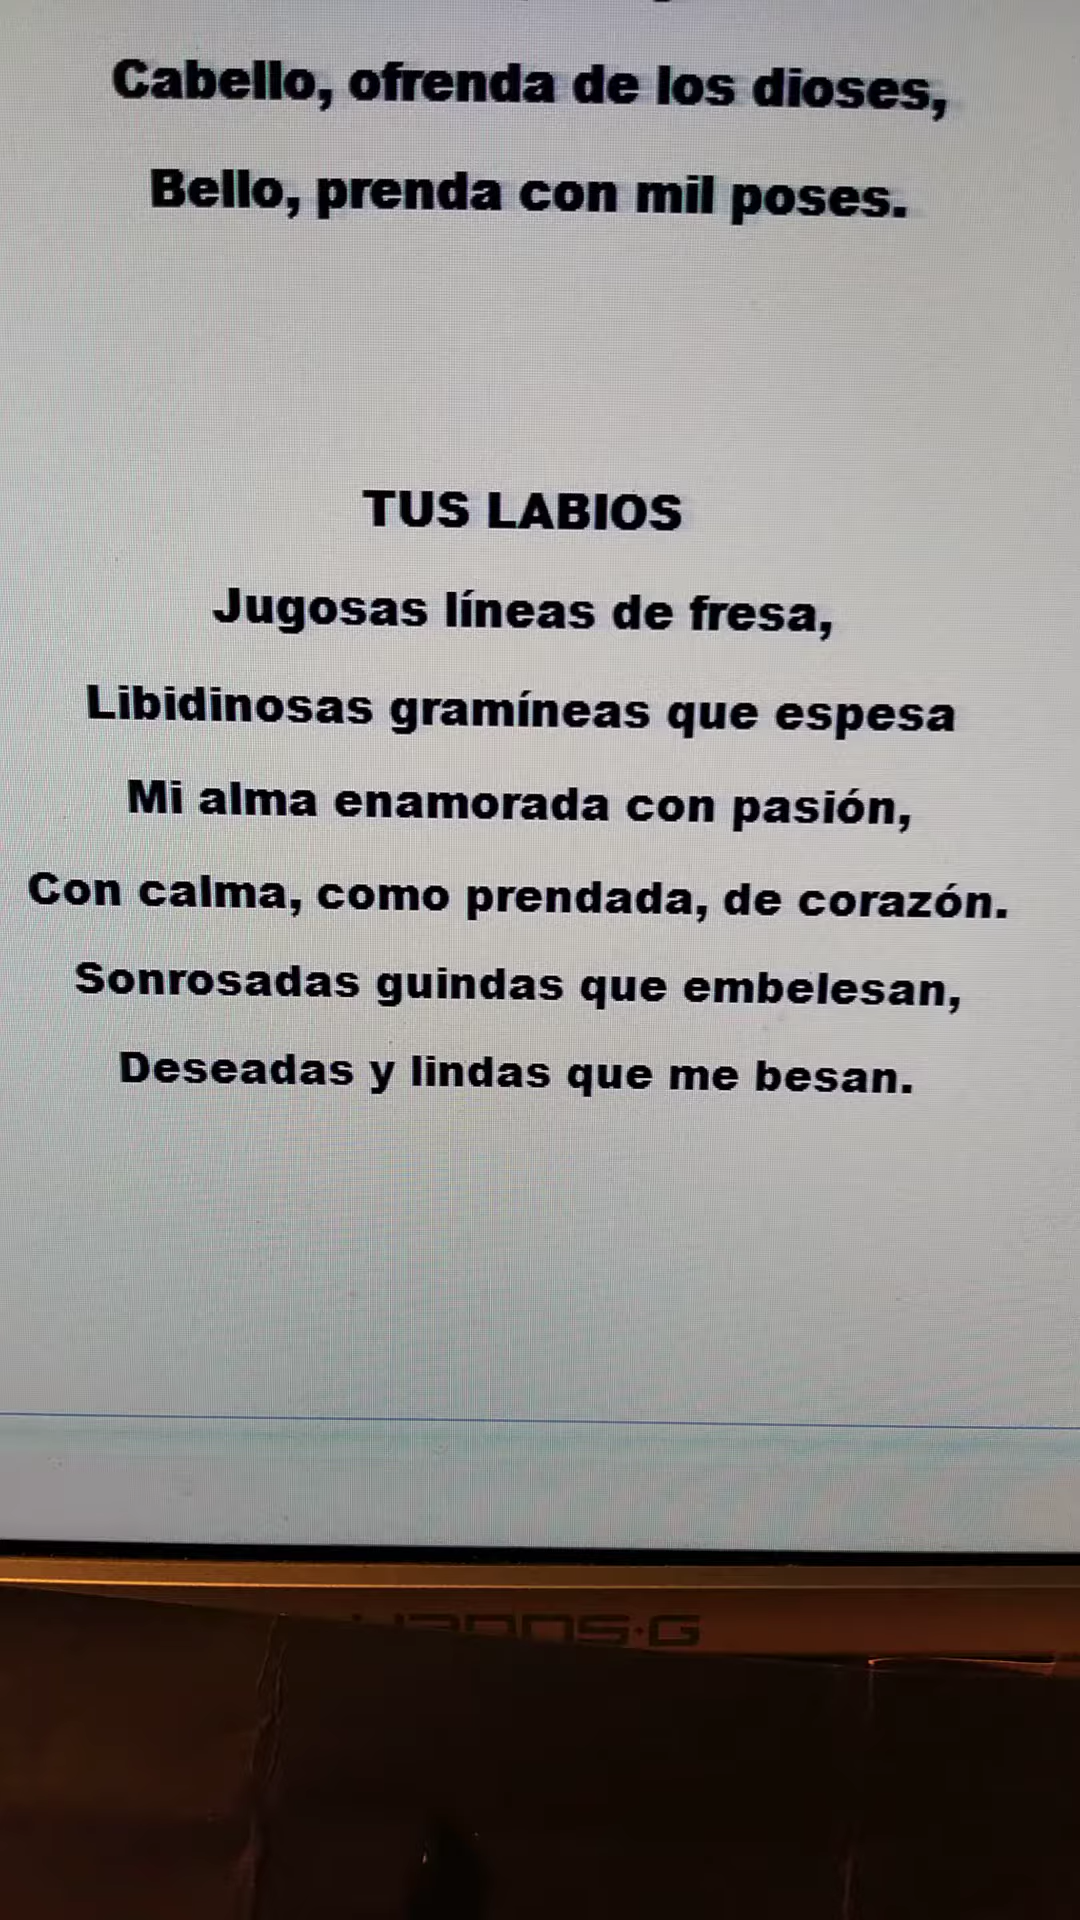 Cabello, ofrenda de los dioses,
Bello, prenda con mil poses.
TUS LABIOS
Jugosas líneas de fresa,
Libidinosas gramíneas que espesa
Mi alma enamorada con pasión,
Con calma, como prendada, de corazón.
Sonrosadas guindas que embelesan,
Deseadas y lindas que me besan.